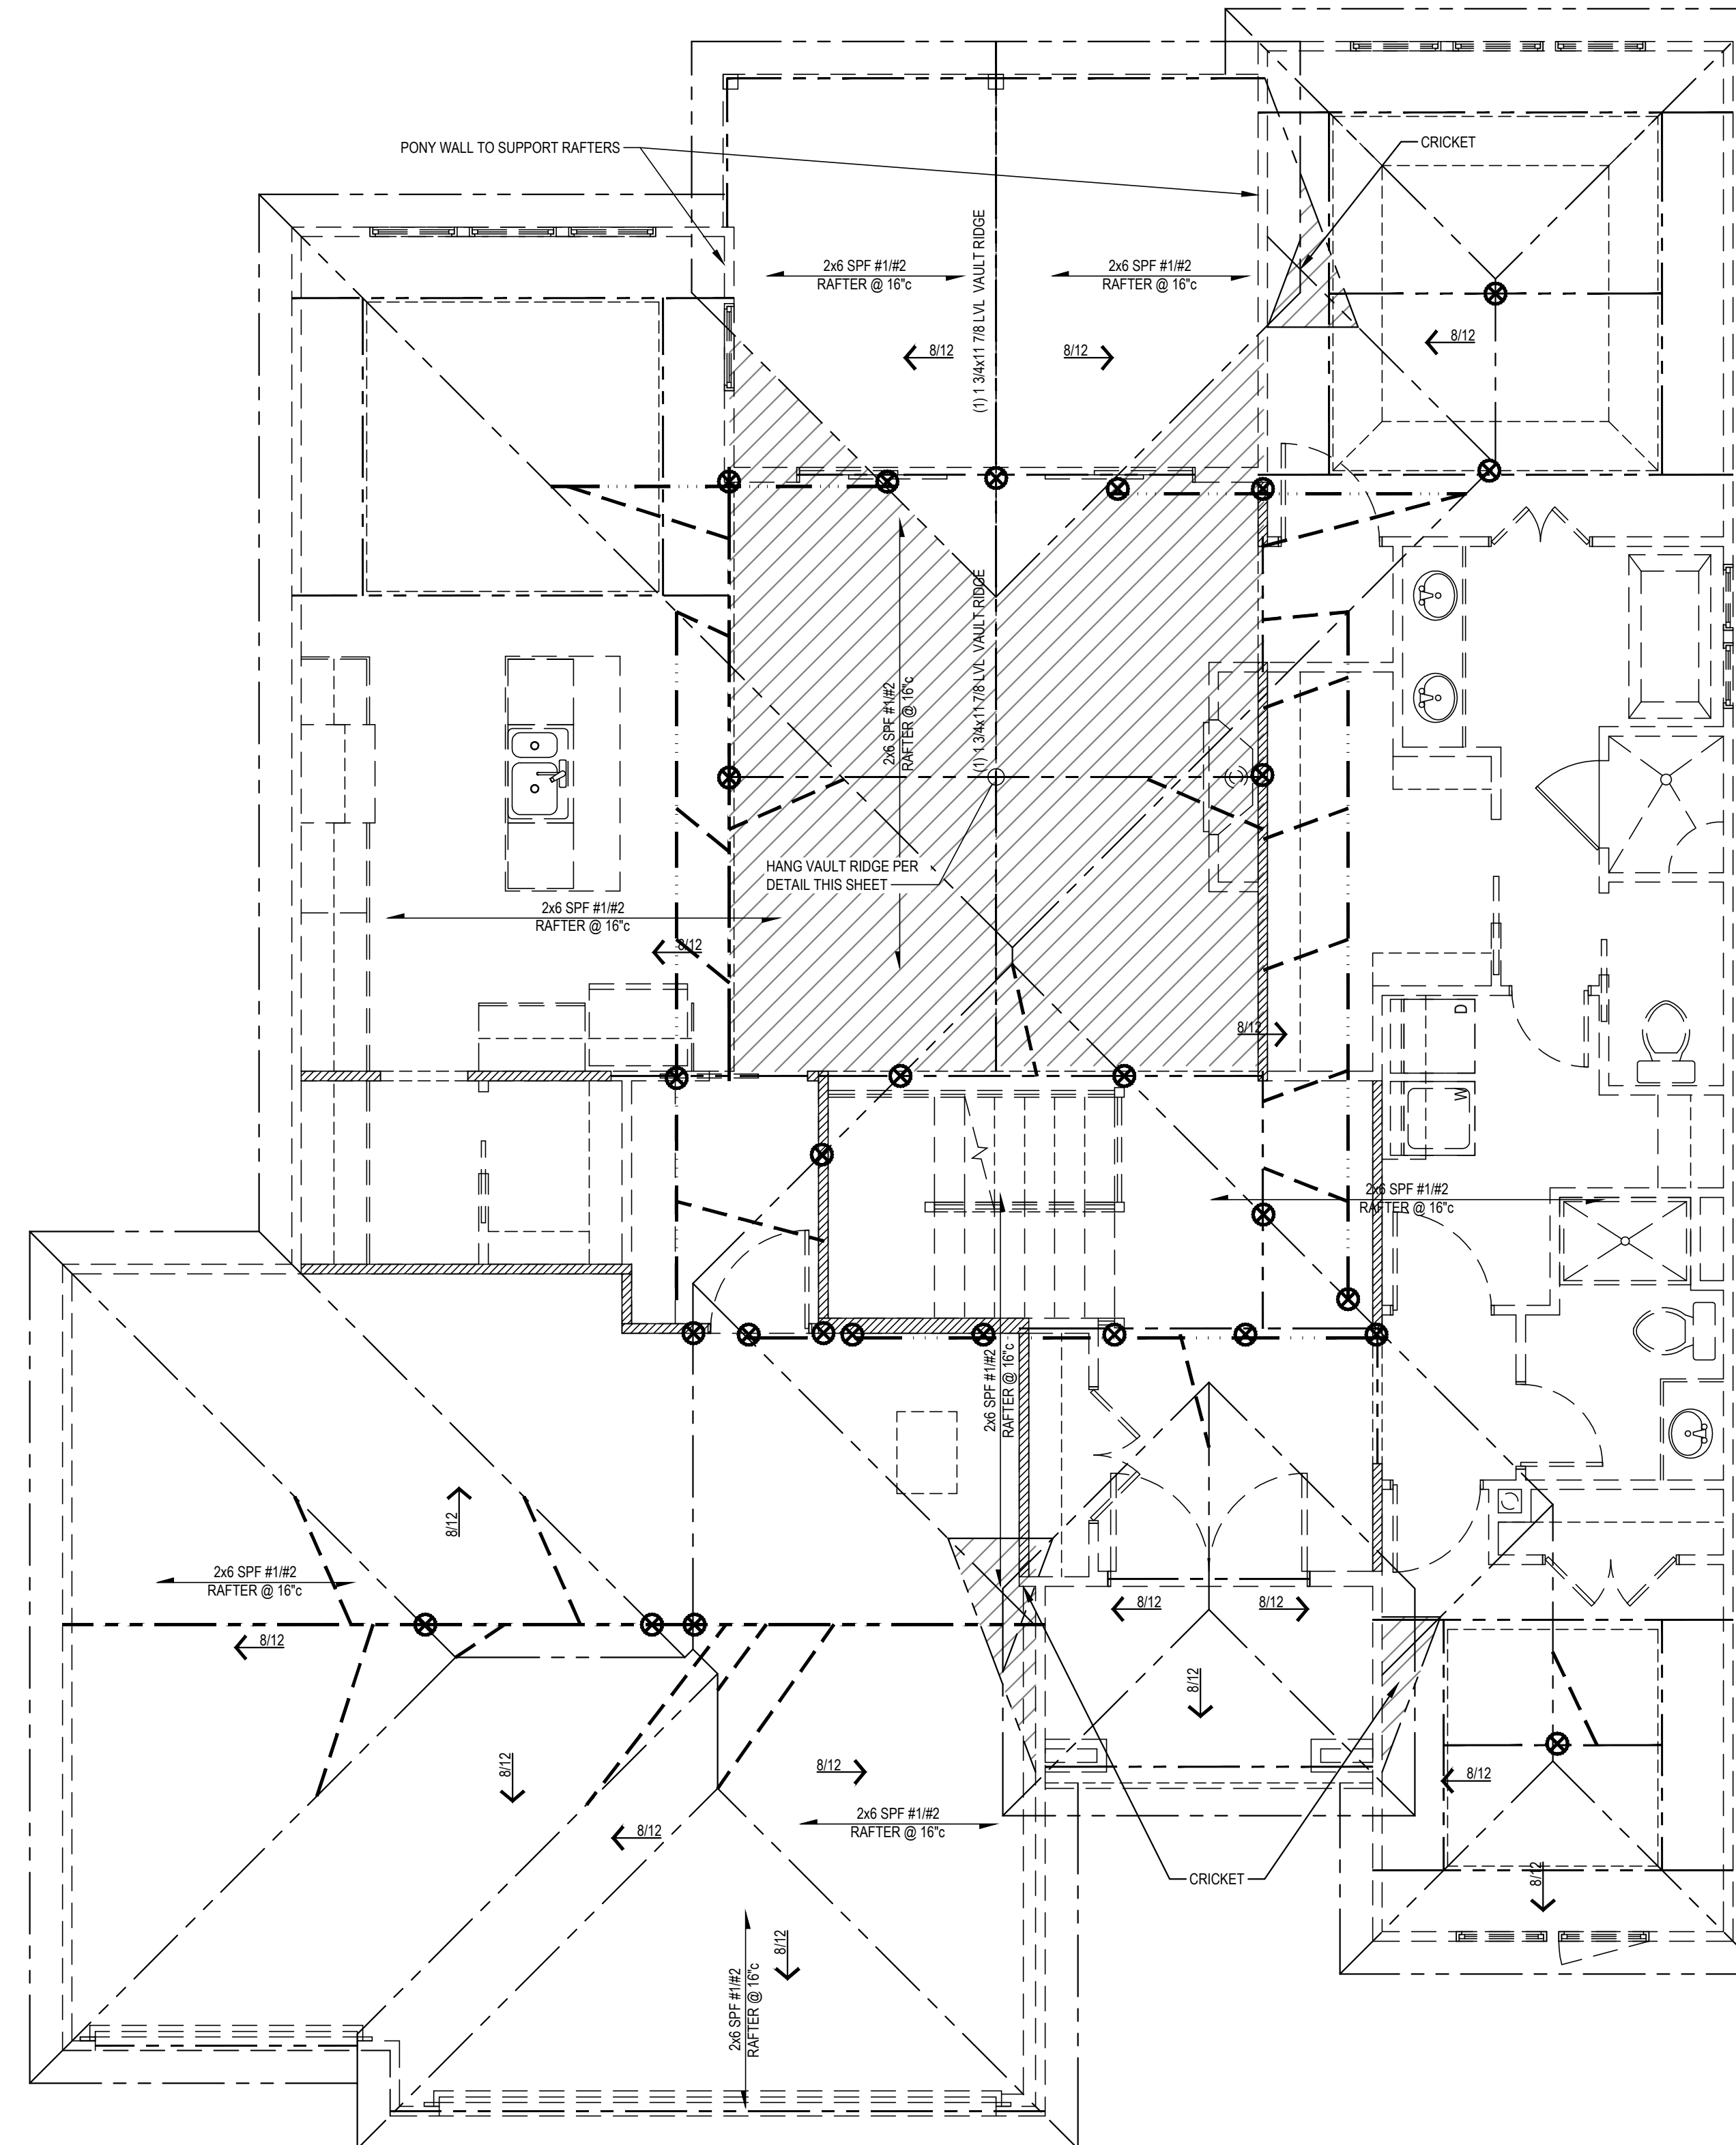 PONY WALL TO SUPPORT RAFTERS
CRICKET
2x6 SPF #1/#2
RAFTER @ 16"c
(1) 1 3/4x11 7/8 LVL VAULT RIDGE
2x6 SPF #1/#2
RAFTER @ 16"c
8/12
8/12
8/12
2x6 SPF #1/#2
RAFTER @ 16"c
(1) 1 3/4x11 7/8 LVL VAULT RIDGE
HANG VAULT RIDGE PER
DETAIL THIS SHEET
2x6 SPF #1/#2
RAFTER @ 16"c
8/12
8/12
D
W
2x6 SPF #1/#2
RAFTER @ 16"c
2x6 SPF #1/#2
RAFTER @ 16"c
8/12
2x6 SPF #1/#2
RAFTER @ 16"c
8/12
8/12
8/12
8/12
8/12
8/12
8/12
8/12
2x6 SPF #1/#2
RAFTER @ 16"c
CRICKET
8/12
8/12
2x6 SPF #1/#2
RAFTER @ 16"c